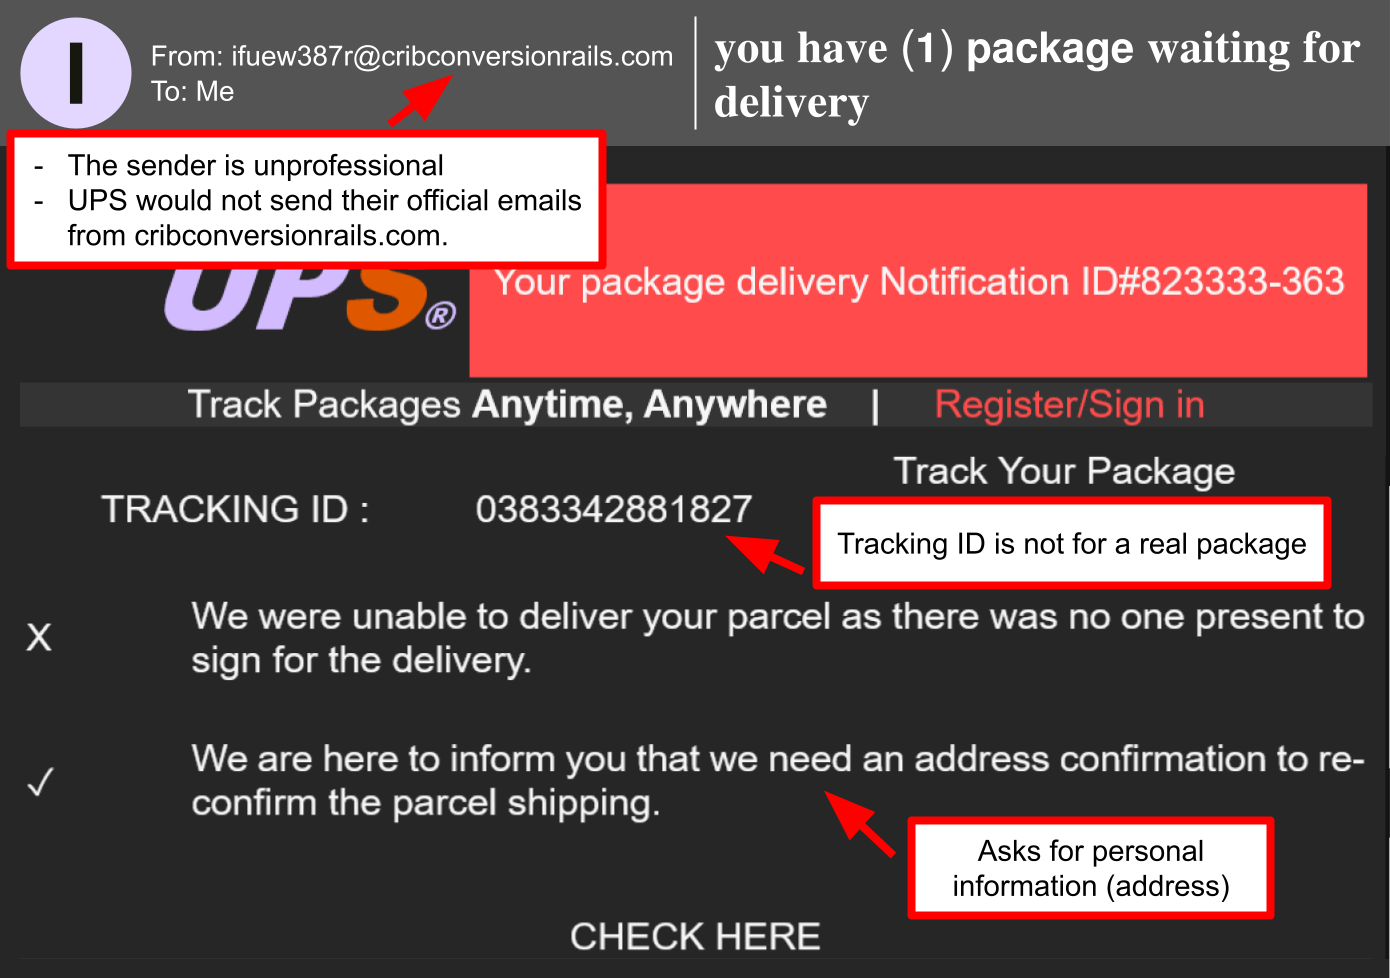 I
From: ifuew387r@cribconversionrails.com
To: Me
you have (1) package waiting for
delivery
- The sender is unprofessional
- UPS would not send their official emails
from cribconversionrails.com.
UPS®
Your package delivery Notification ID#823333-363
Track Packages Anytime, Anywhere | Register/Sign in
Track Your Package
TRACKING ID : 0383342881827
Tracking ID is not for a real package
X We were unable to deliver your parcel as there was no one present to
sign for the delivery.
✓ We are here to inform you that we need an address confirmation to re-
confirm the parcel shipping.
Asks for personal
information (address)
CHECK HERE